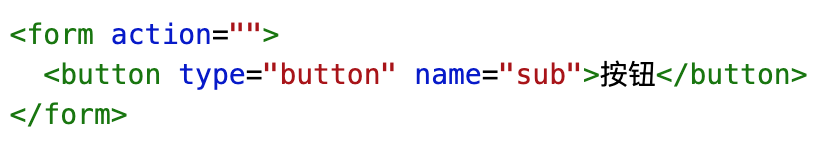 <form action="">
  <button type="button" name="sub">按钮</button>
</form>